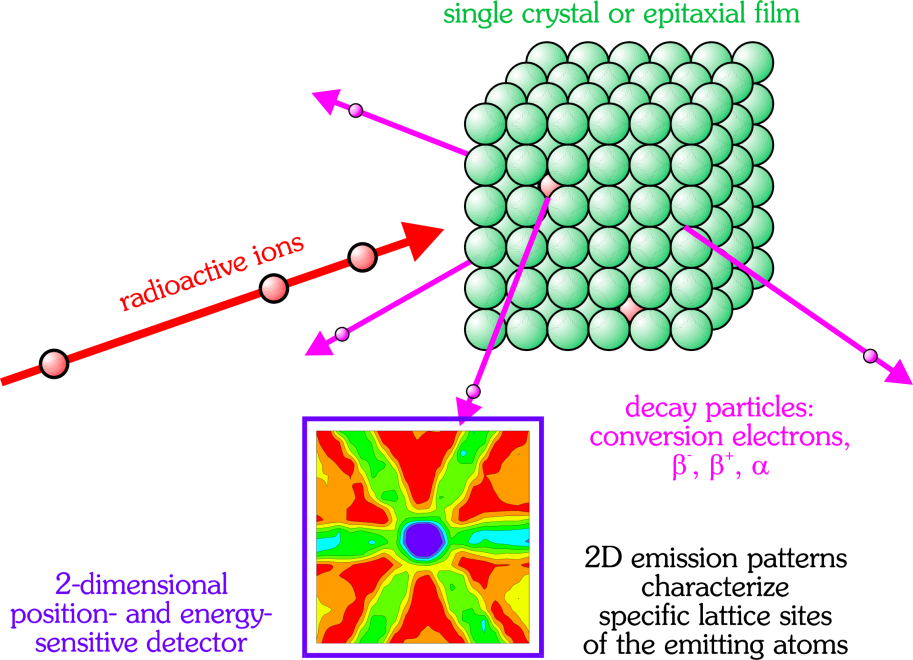 single crystal or epitaxial film
radioactive ions
decay particles:
conversion electrons,
β⁻, β⁺, α
2-dimensional
position- and energy-
sensitive detector
2D emission patterns
characterize
specific lattice sites
of the emitting atoms